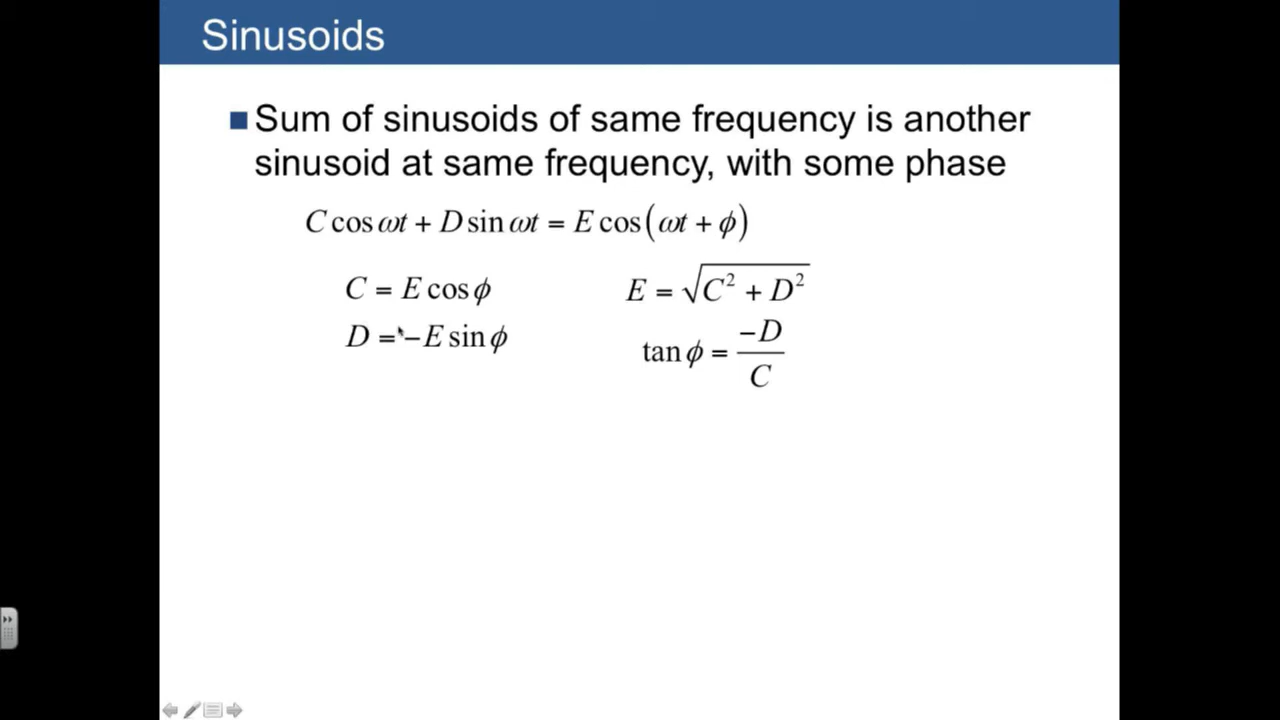 Sinusoids
Sum of sinusoids of same frequency is another
sinusoid at same frequency, with some phase
C cos ωt + D sin ωt = E cos(ωt + ϕ)
C = E cos ϕ
E = √(C² + D²)
D = −E sin ϕ
tan ϕ = −D / C